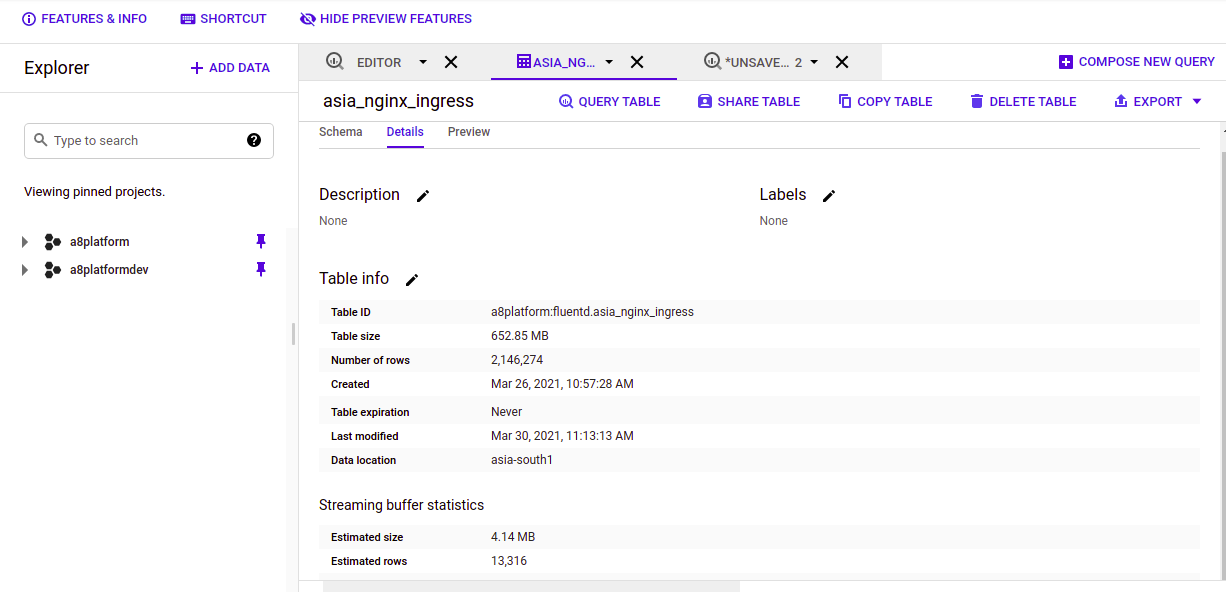 FEATURES & INFO SHORTCUT HIDE PREVIEW FEATURES
Explorer ADD DATA
EDITOR ASIA_NG... *UNSAVE... 2 COMPOSE NEW QUERY
asia_nginx_ingress QUERY TABLE SHARE TABLE COPY TABLE DELETE TABLE EXPORT
Schema Details Preview
Type to search
Viewing pinned projects.
a8platform
a8platformdev
Description Labels
None None
Table info
Table ID a8platform:fluentd.asia_nginx_ingress
Table size 652.85 MB
Number of rows 2,146,274
Created Mar 26, 2021, 10:57:28 AM
Table expiration Never
Last modified Mar 30, 2021, 11:13:13 AM
Data location asia-south1
Streaming buffer statistics
Estimated size 4.14 MB
Estimated rows 13,316